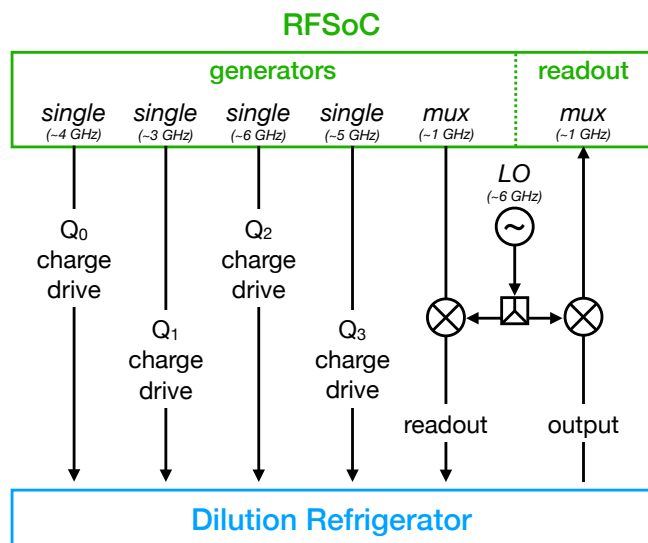 RFSoC
generators
readout
single
(~4 GHz)
single
(~3 GHz)
single
(~6 GHz)
single
(~5 GHz)
mux
(~1 GHz)
mux
(~1 GHz)
LO
(~6 GHz)
~
Q₀
charge
drive
Q₂
charge
drive
Q₁
charge
drive
Q₃
charge
drive
readout
output
Dilution Refrigerator